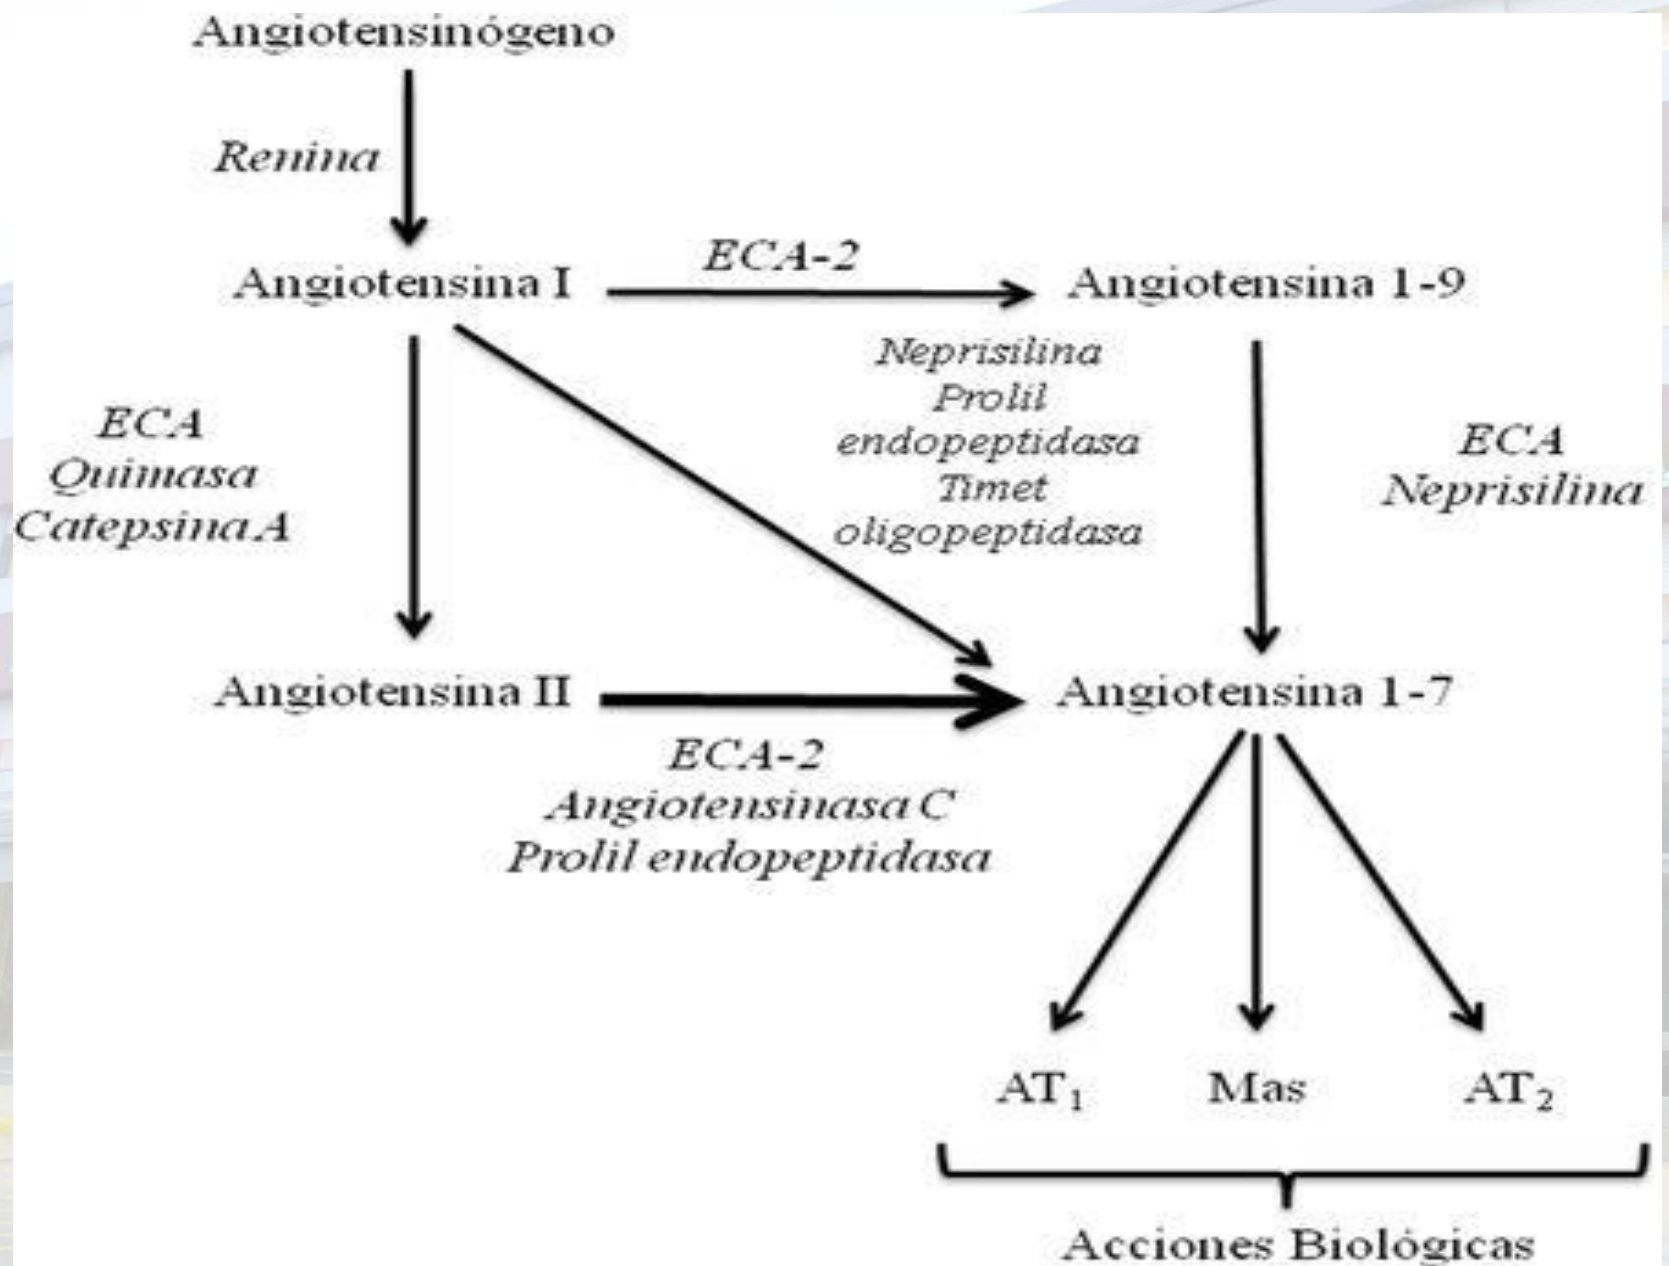 Angiotensinógeno
Renina
ECA-2
Angiotensina I
Angiotensina 1-9
Neprisilina
Prolil
endopeptidasa
Timet
oligopeptidasa
ECA
Quimasa
Catepsina A
ECA
Neprisilina
Angiotensina II
Angiotensina 1-7
ECA-2
Angiotensinasa C
Prolil endopeptidasa
AT₁
Mas
AT₂
Acciones Biológicas